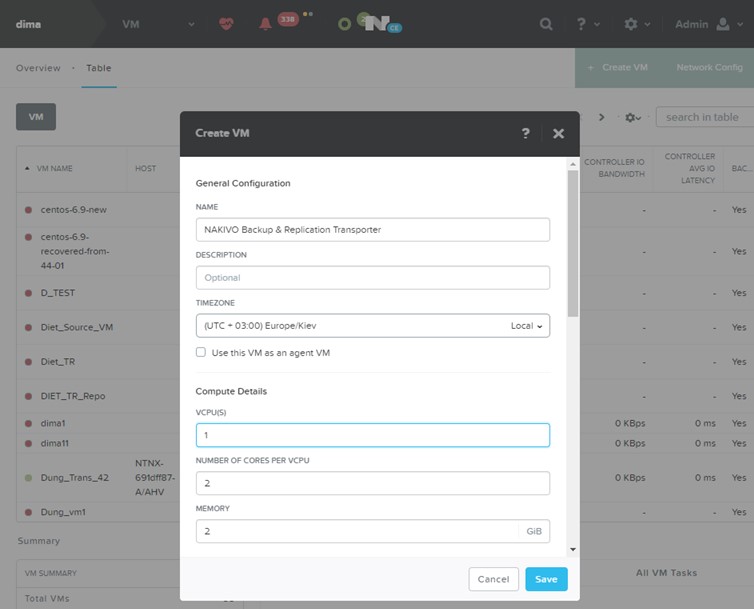 dima
VM
338
2
N
CE
?
Admin
Overview
Table
+ Create VM
Network Config
VM
search in table
VM NAME
HOST
CONTROLLER IO BANDWIDTH
CONTROLLER AVG IO LATENCY
BAC...
centos-6.9-new
- - Yes
centos-6.9-
recovered-from-
44-01
- - Yes
D_TEST
- - Yes
Diet_Source_VM
- - Yes
Diet_TR
- - Yes
DIET_TR_Repo
- - Yes
dima1
0 KBps 0 ms Yes
dima11
0 KBps 0 ms Yes
Dung_Trans_42
NTNX-
691dff87-
A/AHV
0 KBps 0 ms Yes
Dung_vm1
- - Yes
Summary
VM SUMMARY
Total VMs
All VM Tasks
Create VM
?
General Configuration
NAME
NAKIVO Backup & Replication Transporter
DESCRIPTION
Optional
TIMEZONE
(UTC + 03:00) Europe/Kiev
Local
Use this VM as an agent VM
Compute Details
VCPU(S)
1
NUMBER OF CORES PER VCPU
2
MEMORY
2
GiB
Cancel
Save